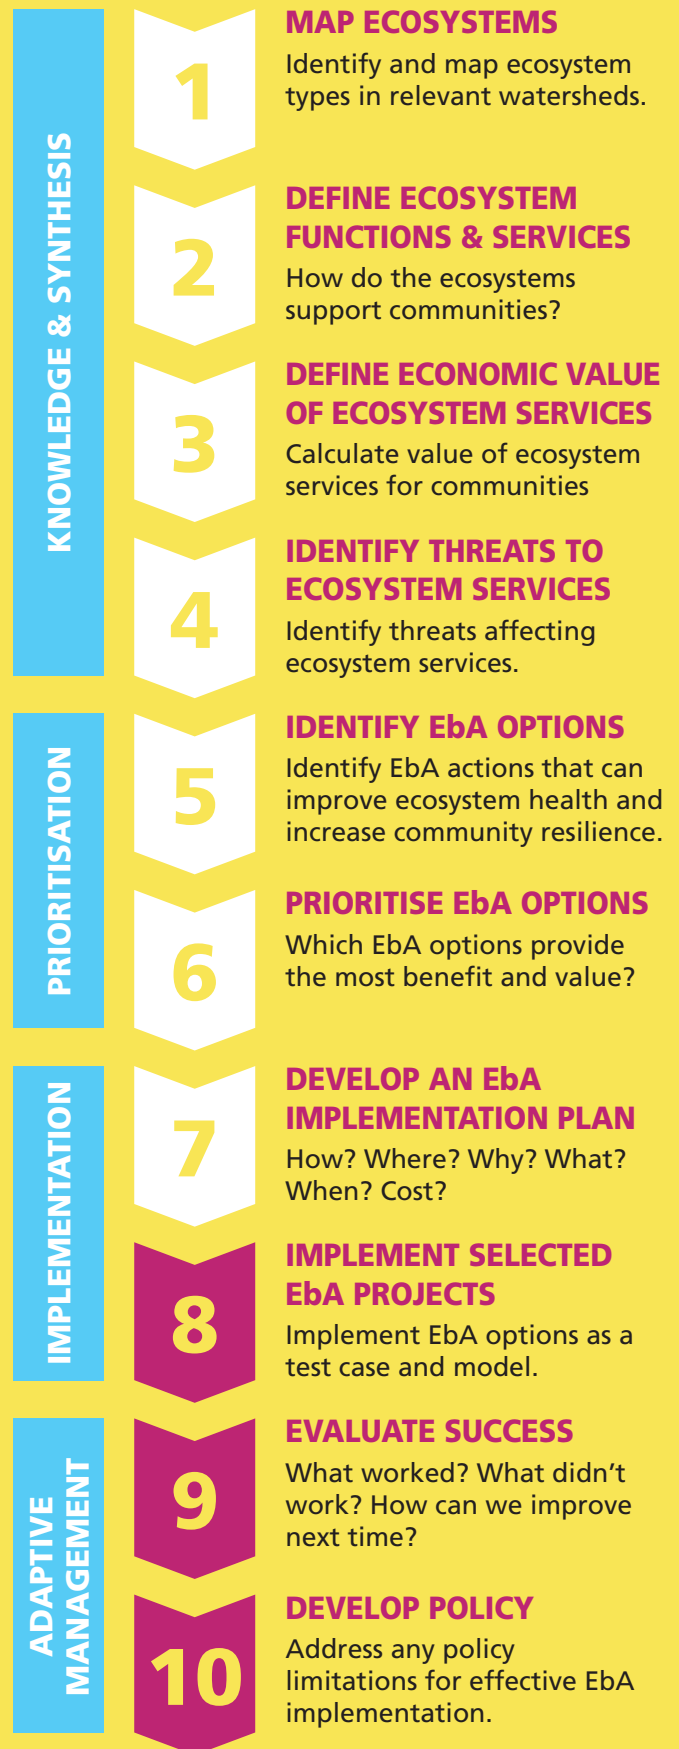 KNOWLEDGE & SYNTHESIS
1
MAP ECOSYSTEMS
Identify and map ecosystem
types in relevant watersheds.
2
DEFINE ECOSYSTEM
FUNCTIONS & SERVICES
How do the ecosystems
support communities?
3
DEFINE ECONOMIC VALUE
OF ECOSYSTEM SERVICES
Calculate value of ecosystem
services for communities
4
IDENTIFY THREATS TO
ECOSYSTEM SERVICES
Identify threats affecting
ecosystem services.
PRIORITISATION
5
IDENTIFY EbA OPTIONS
Identify EbA actions that can
improve ecosystem health and
increase community resilience.
6
PRIORITISE EbA OPTIONS
Which EbA options provide
the most benefit and value?
IMPLEMENTATION
7
DEVELOP AN EbA
IMPLEMENTATION PLAN
How? Where? Why? What?
When? Cost?
8
IMPLEMENT SELECTED
EbA PROJECTS
Implement EbA options as a
test case and model.
ADAPTIVE
MANAGEMENT
9
EVALUATE SUCCESS
What worked? What didn’t
work? How can we improve
next time?
10
DEVELOP POLICY
Address any policy
limitations for effective EbA
implementation.